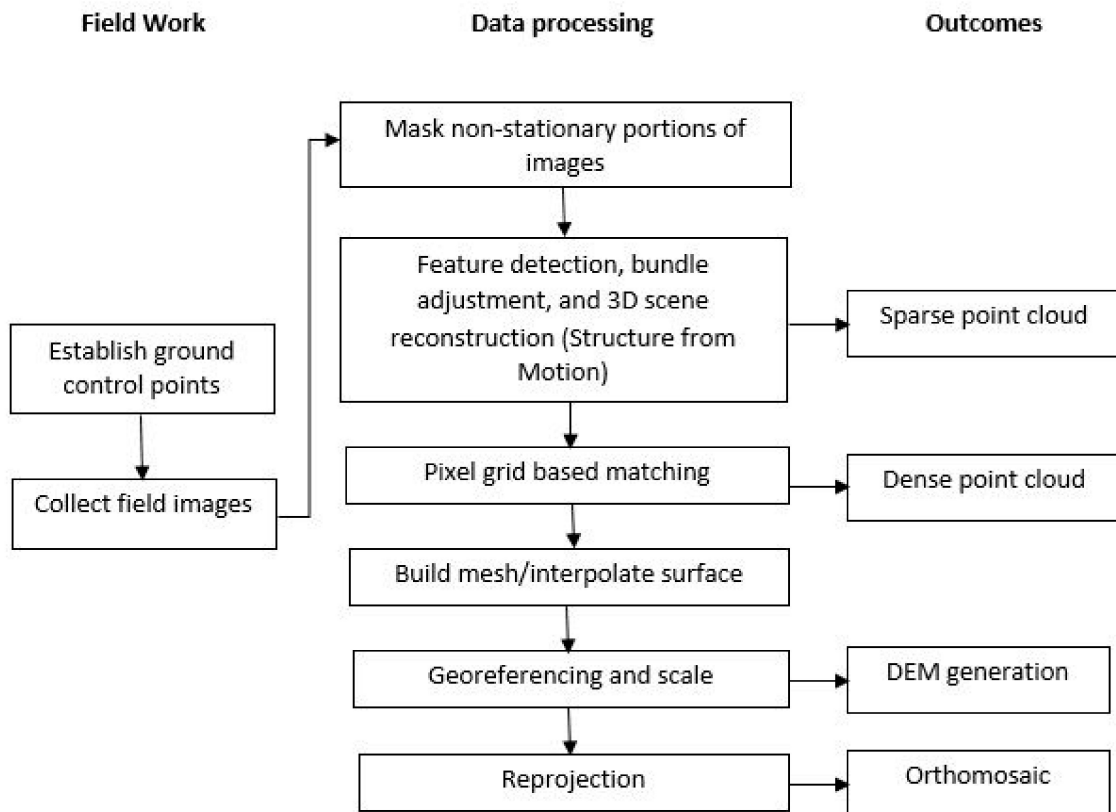 Field Work
Data processing
Outcomes
Mask non-stationary portions of
images
Feature detection, bundle
adjustment, and 3D scene
reconstruction (Structure from
Motion)
Sparse point cloud
Establish ground
control points
Pixel grid based matching
Dense point cloud
Collect field images
Build mesh/interpolate surface
Georeferencing and scale
DEM generation
Reprojection
Orthomosaic